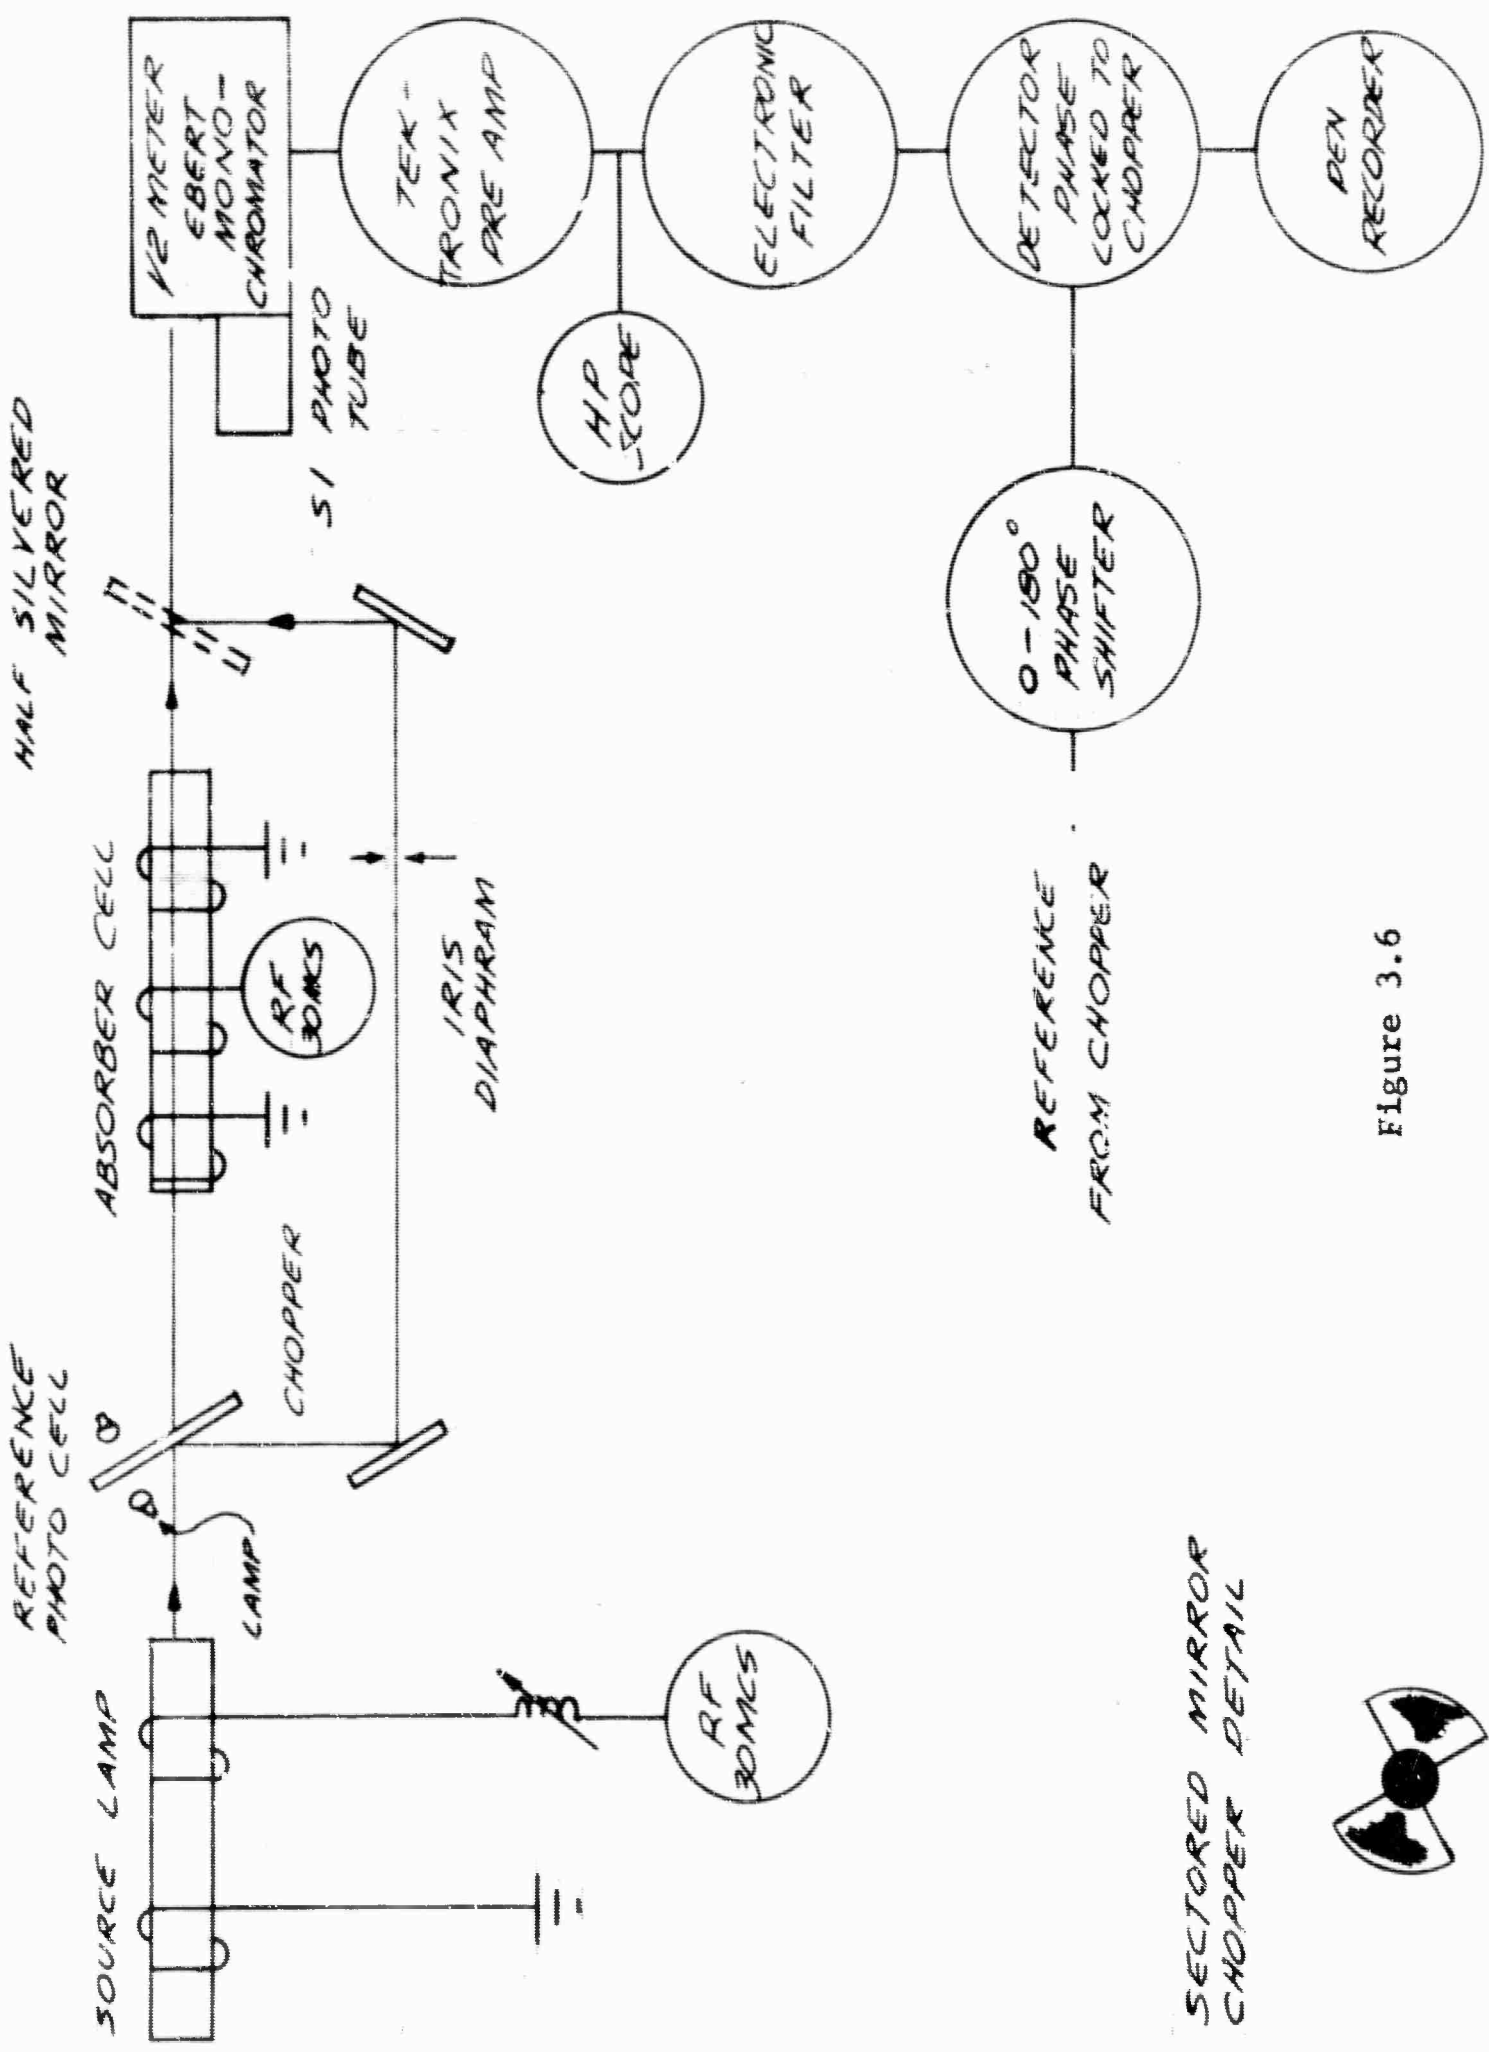 REFERENCE
PHOTO CELL
HALF SILVERED
MIRROR
SOURCE LAMP
LAMP
CHOPPER
ABSORBER CELL
RF
30MCS
IRIS
DIAPHRAM
S1 PHOTO
TUBE
1/2 METER
EBERT
MONO-
CHROMATOR
TEK-
TRONIX
PRE AMP
HP
SCOPE
ELECTRONIC
FILTER
DETECTOR
PHASE
LOCKED TO
CHOPPER
PEN
RECORDER
0-180°
PHASE
SHIFTER
REFERENCE
FROM CHOPPER
RF
30MCS
SECTORED MIRROR
CHOPPER DETAIL
Figure 3.6